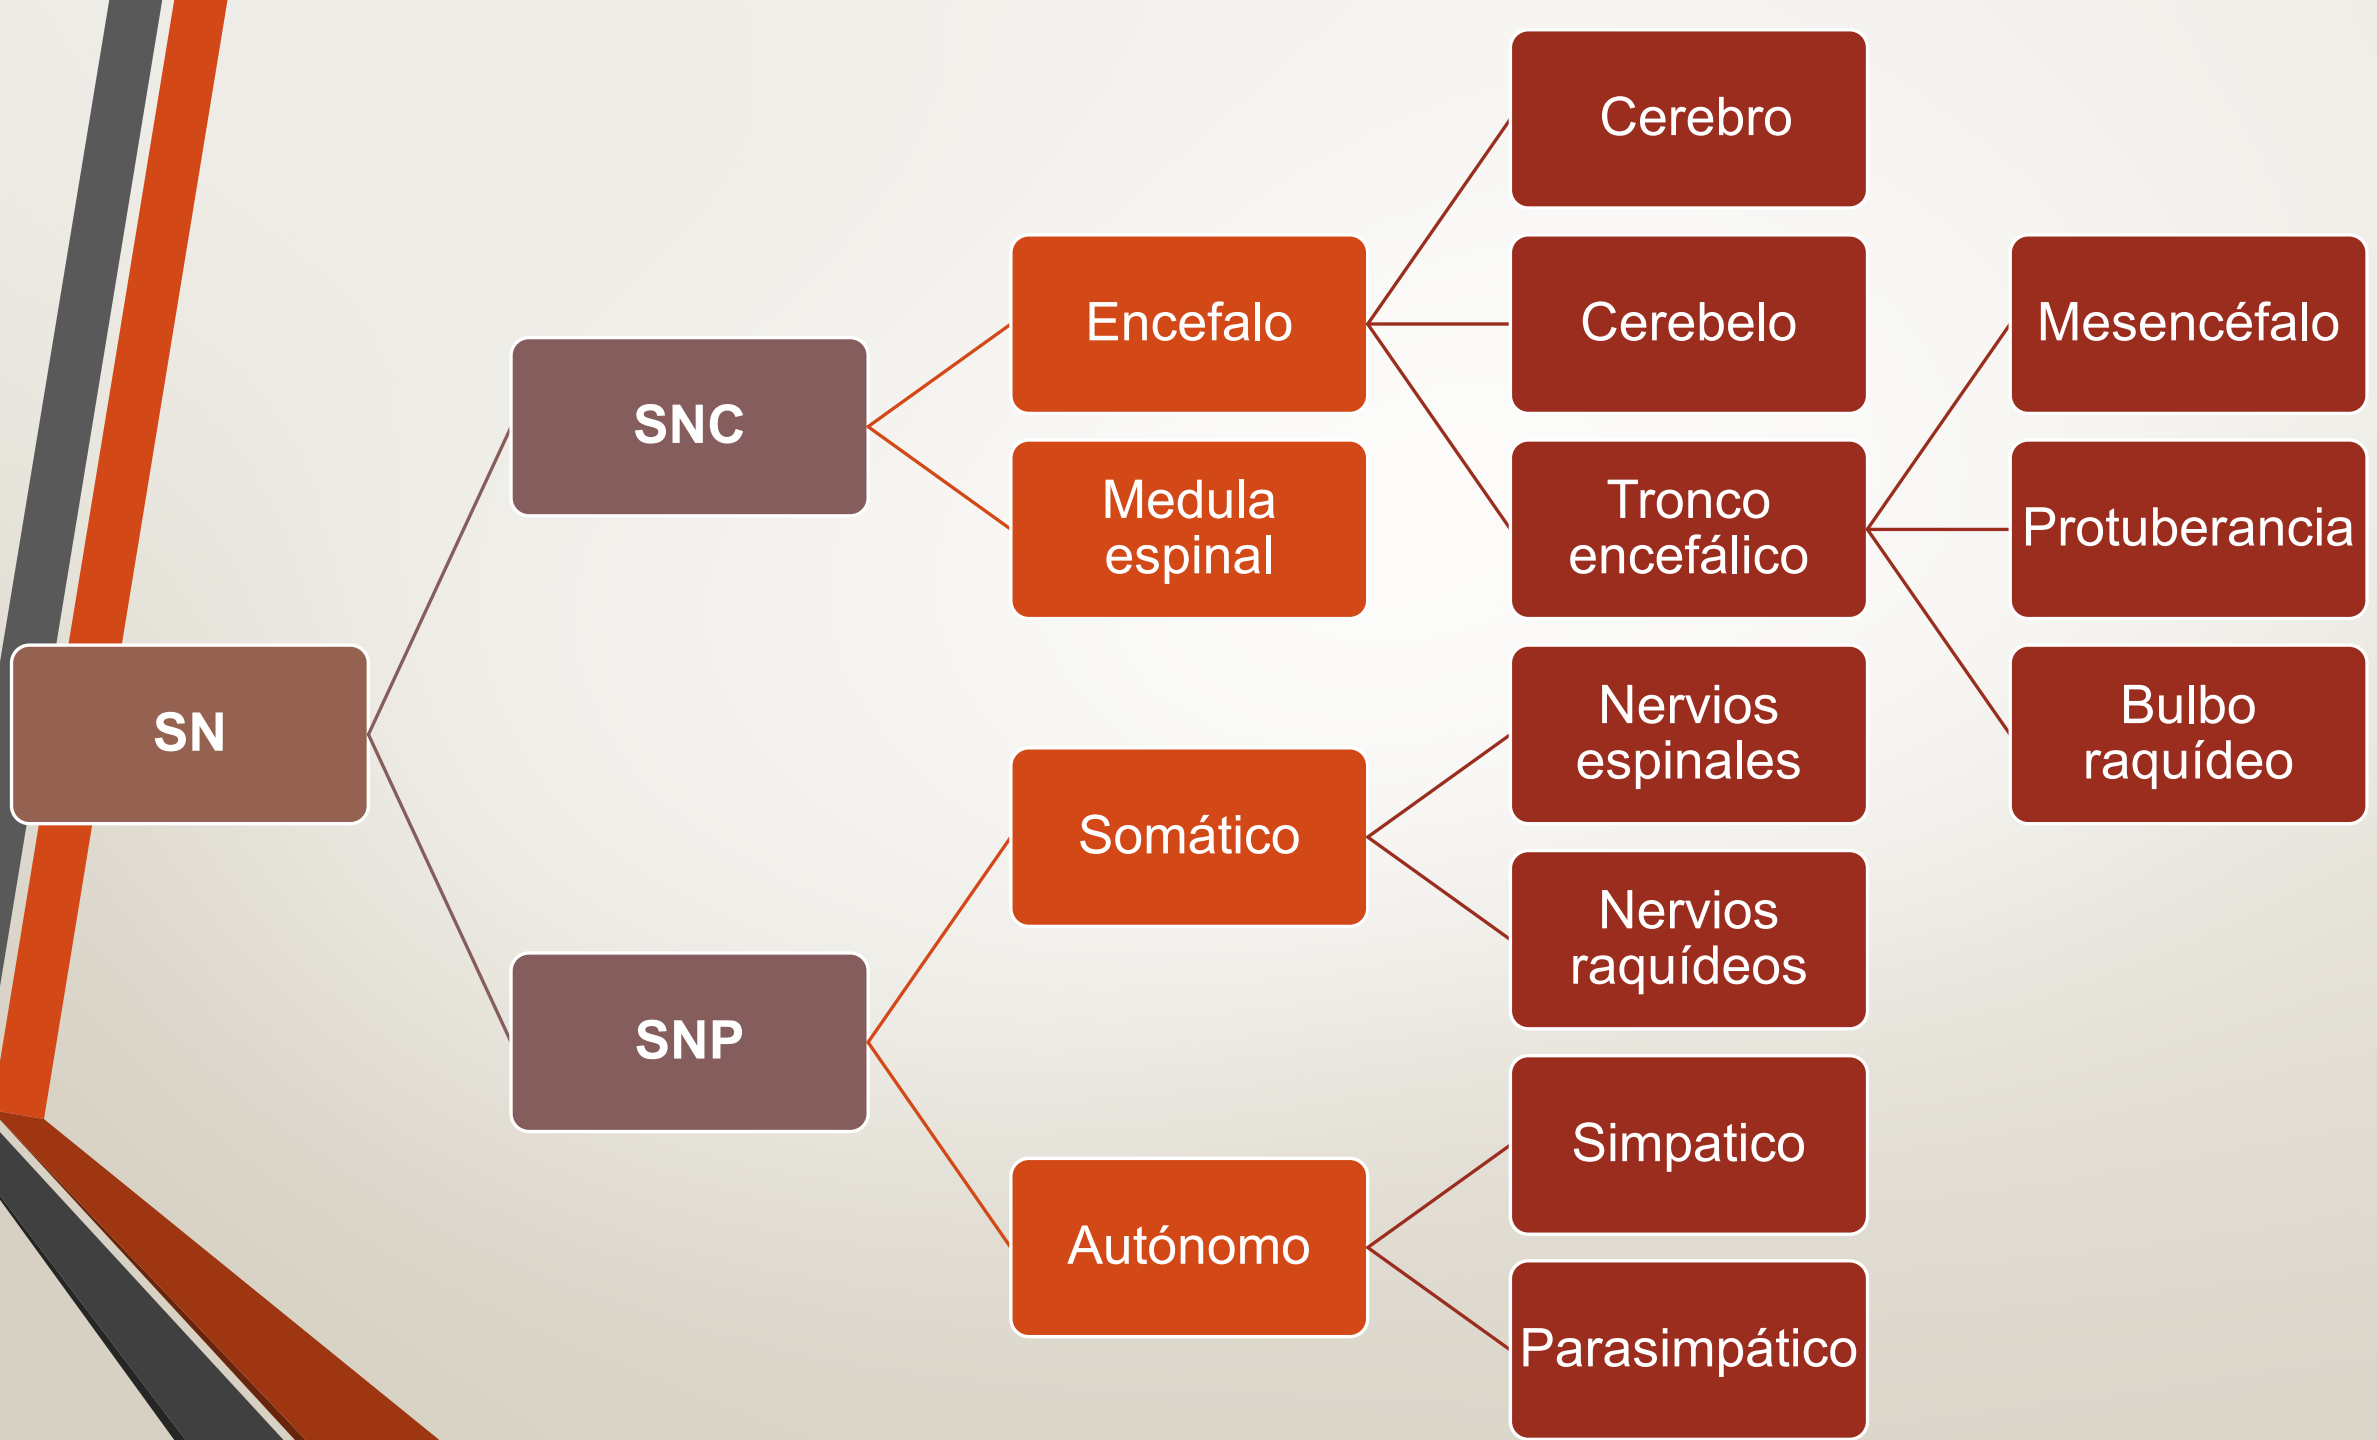 SN
SNC
Encefalo
Cerebro
Cerebelo
Tronco
encefálico
Mesencéfalo
Protuberancia
Bulbo
raquídeo
Medula
espinal
SNP
Somático
Nervios
espinales
Nervios
raquídeos
Autónomo
Simpatico
Parasimpático